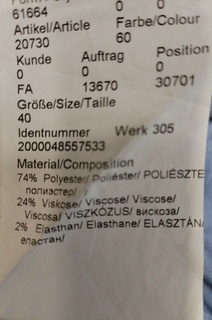 61664
Artikel/Article Farbe/Colour
20730 60
Kunde Auftrag Position
0 0 0
FA 13670 30701
Größe/Size/Taille
40
Identnummer Werk 305
2000048557533
Material/Composition
74% Polyester/ Poliéster/ POLIÉSZTE
полиэстер/
24% Viskose/ Viscose/ Viscose/
Viscosa/ VISZKÓZUS/ вискоза/
2% Elasthan/ Elasthane/ ELASZTÁN/
еластан/